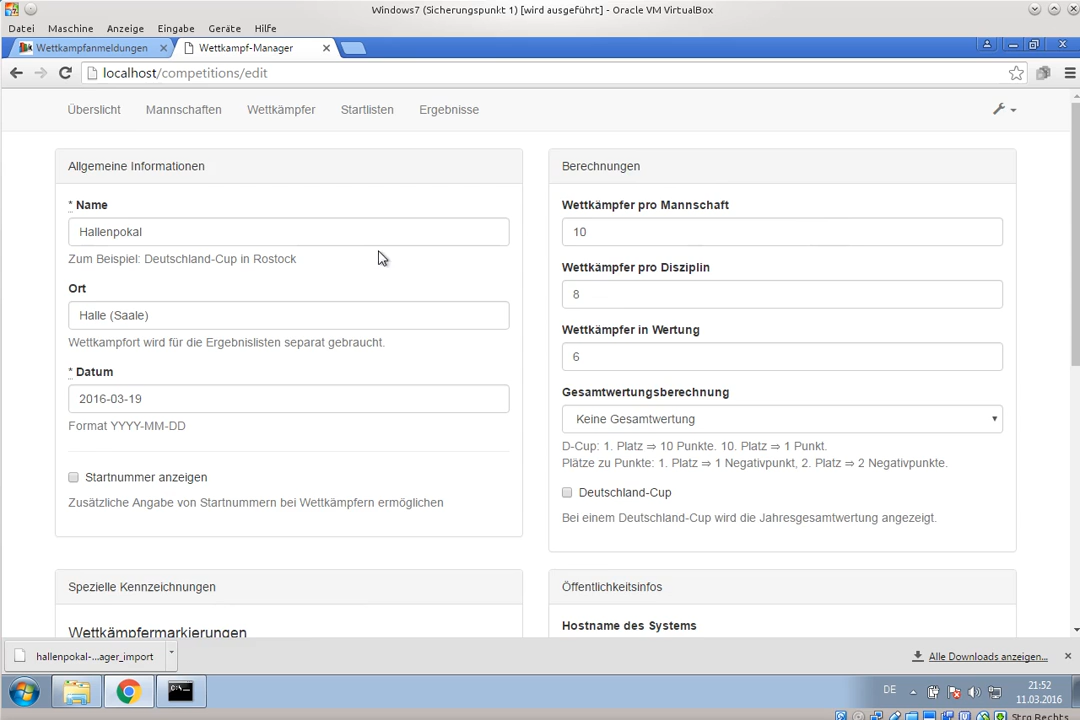 Windows7 (Sicherungspunkt 1) [wird ausgeführt] - Oracle VM VirtualBox
Datei Maschine Anzeige Eingabe Geräte Hilfe
Wettkampfanmeldungen Wettkampf-Manager
localhost/competitions/edit
Übersicht Mannschaften Wettkämpfer Startlisten Ergebnisse
Allgemeine Informationen
* Name
Hallenpokal
Zum Beispiel: Deutschland-Cup in Rostock
Ort
Halle (Saale)
Wettkampfort wird für die Ergebnislisten separat gebraucht.
* Datum
2016-03-19
Format YYYY-MM-DD
Startnummer anzeigen
Zusätzliche Angabe von Startnummern bei Wettkämpfern ermöglichen
Berechnungen
Wettkämpfer pro Mannschaft
10
Wettkämpfer pro Disziplin
8
Wettkämpfer in Wertung
6
Gesamtwertungsberechnung
Keine Gesamtwertung
D-Cup: 1. Platz ⇒ 10 Punkte. 10. Platz ⇒ 1 Punkt.
Plätze zu Punkte: 1. Platz ⇒ 1 Negativpunkt, 2. Platz ⇒ 2 Negativpunkte.
Deutschland-Cup
Bei einem Deutschland-Cup wird die Jahresgesamtwertung angezeigt.
Spezielle Kennzeichnungen
Wettkämpfermarkierungen
Öffentlichkeitsinfos
Hostname des Systems
hallenpokal-...ager_import
Alle Downloads anzeigen...
DE
21:52
11.03.2016
Strg Rechts